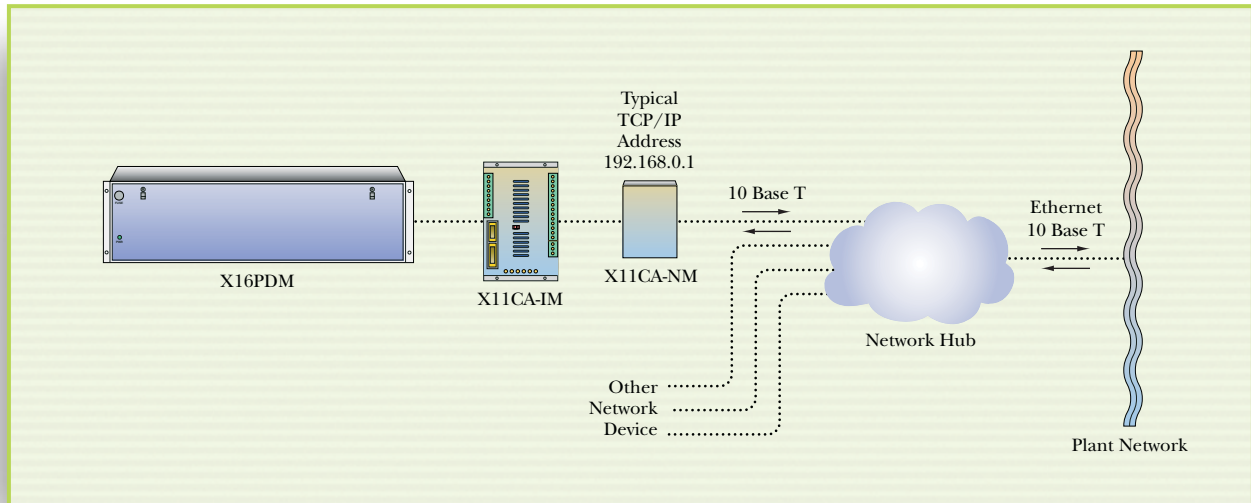 Typical
TCP/IP
Address
192.168.0.1
10 Base T
Ethernet
10 Base T
X16PDM
X11CA-IM
X11CA-NM
Network Hub
Other
Network
Device
Plant Network